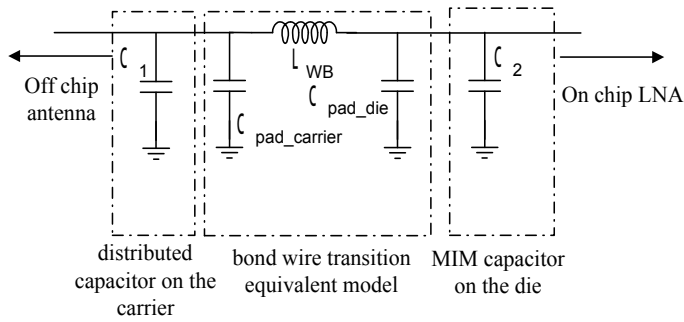 C 1
L WB
C 2
Off chip
antenna
C pad_die
On chip LNA
C pad_carrier
distributed
capacitor on the
carrier
bond wire transition
equivalent model
MIM capacitor
on the die